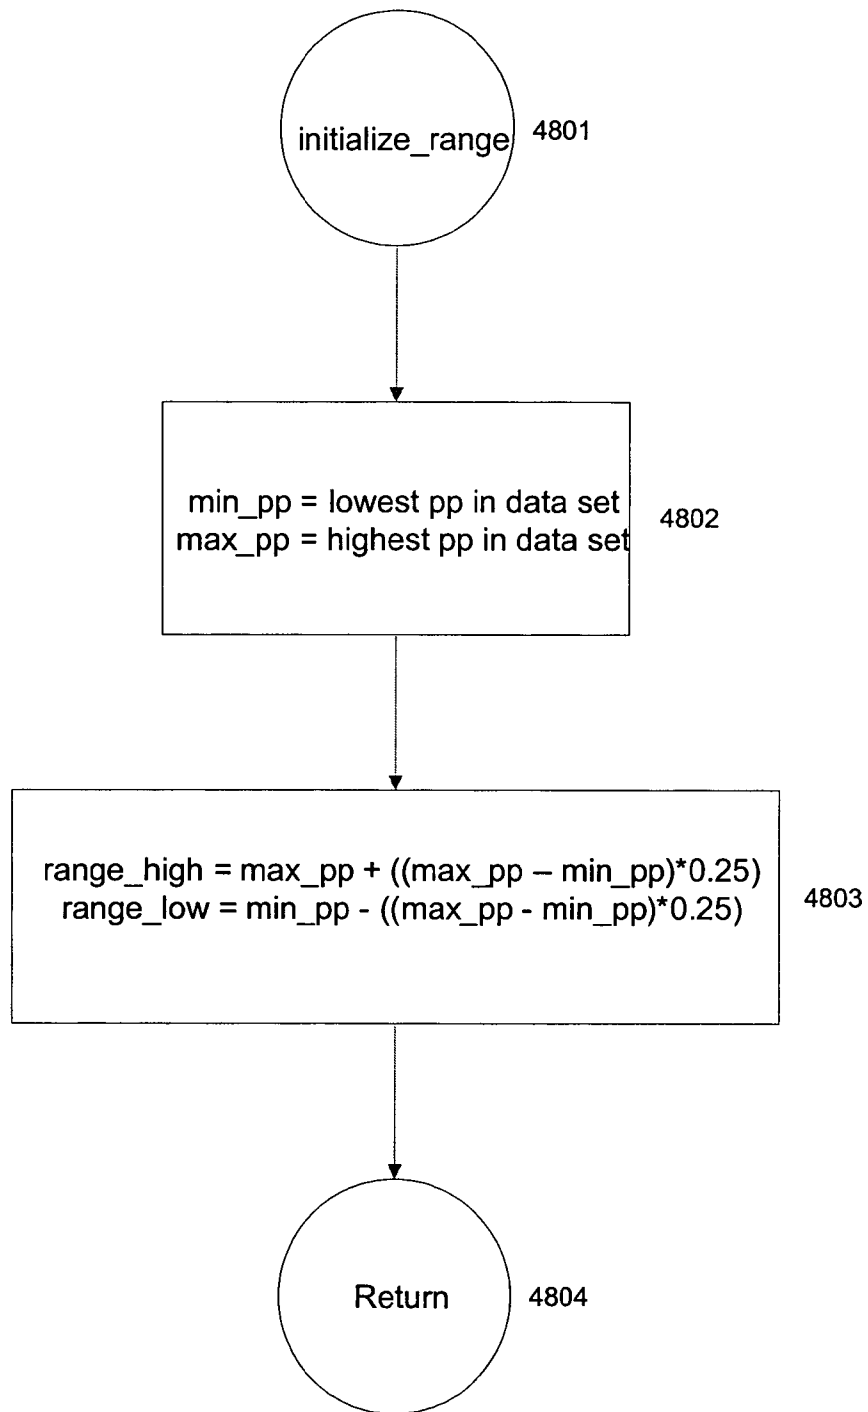 initialize_range
4801
min_pp = lowest pp in data set
max_pp = highest pp in data set
4802
range_high = max_pp + ((max_pp – min_pp)*0.25)
range_low = min_pp - ((max_pp - min_pp)*0.25)
4803
Return
4804